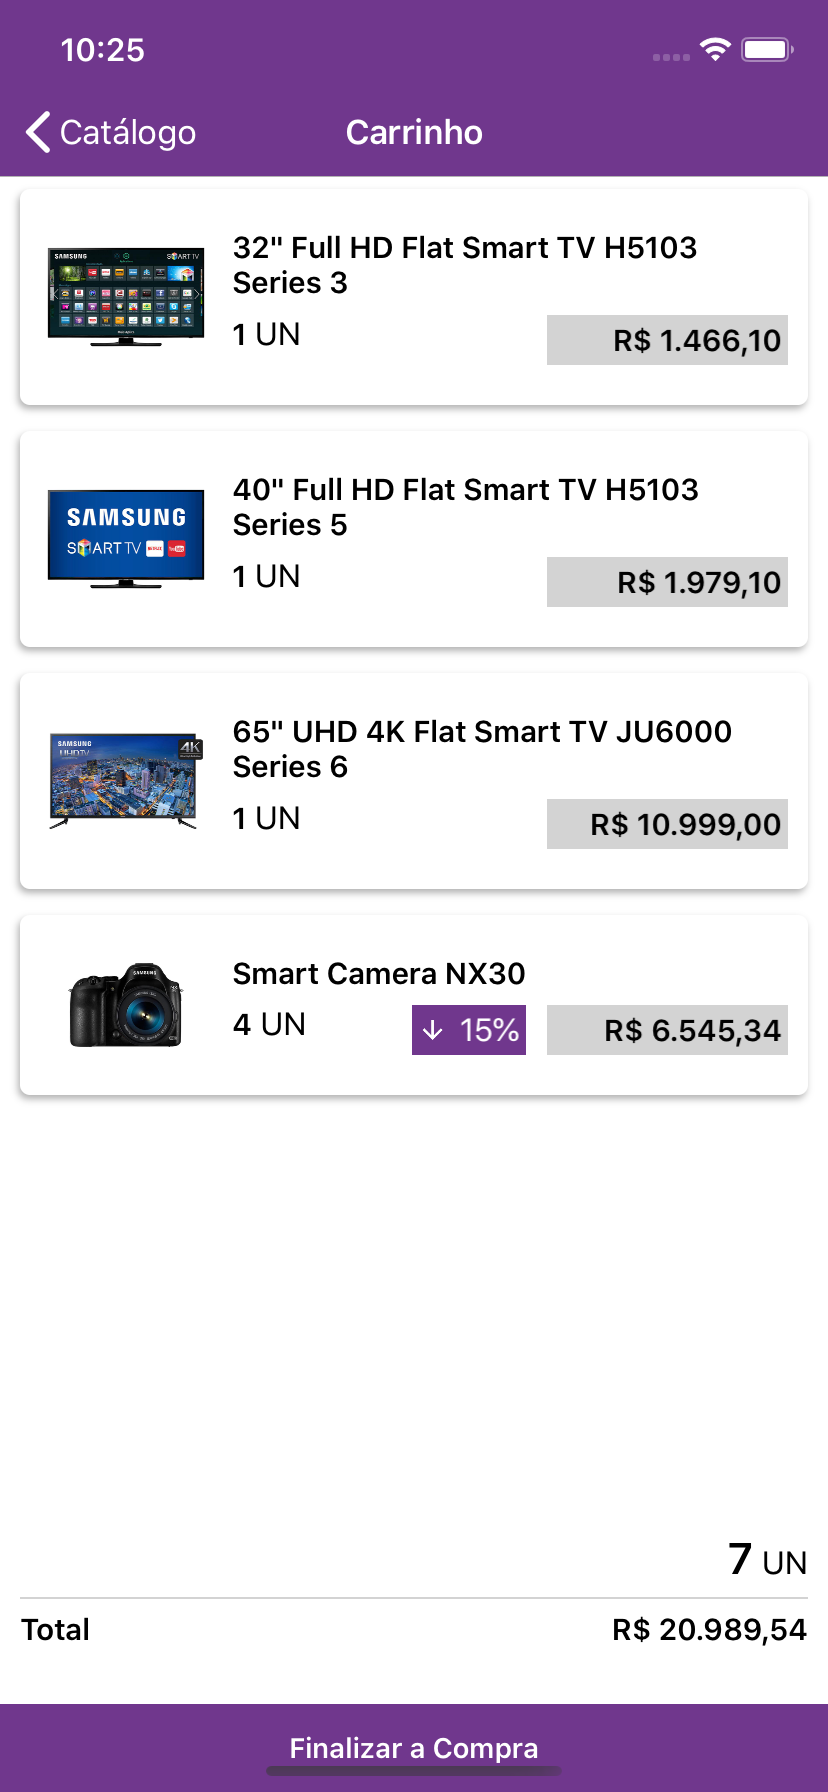 10:25
Catálogo
Carrinho
SAMSUNG
SMART TV
32" Full HD Flat Smart TV H5103
Series 3
1 UN
R$ 1.466,10
SAMSUNG
SMART TV
NETFLIX
YouTube
40" Full HD Flat Smart TV H5103
Series 5
1 UN
R$ 1.979,10
SAMSUNG
UHDTV
4K
65" UHD 4K Flat Smart TV JU6000
Series 6
1 UN
R$ 10.999,00
SAMSUNG
Smart Camera NX30
4 UN
↓ 15%
R$ 6.545,34
7 UN
Total
R$ 20.989,54
Finalizar a Compra